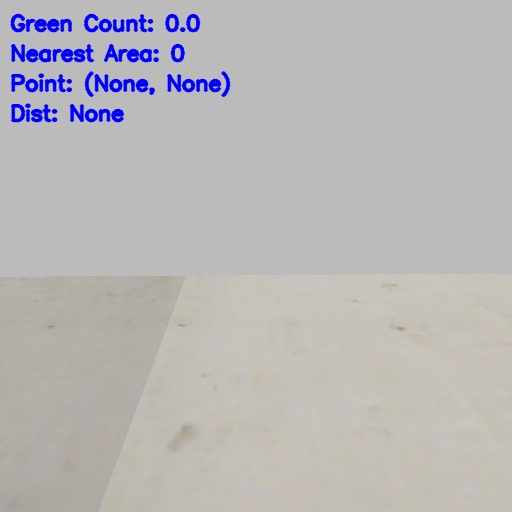 Green Count: 0.0
Nearest Area: 0
Point: (None, None)
Dist: None